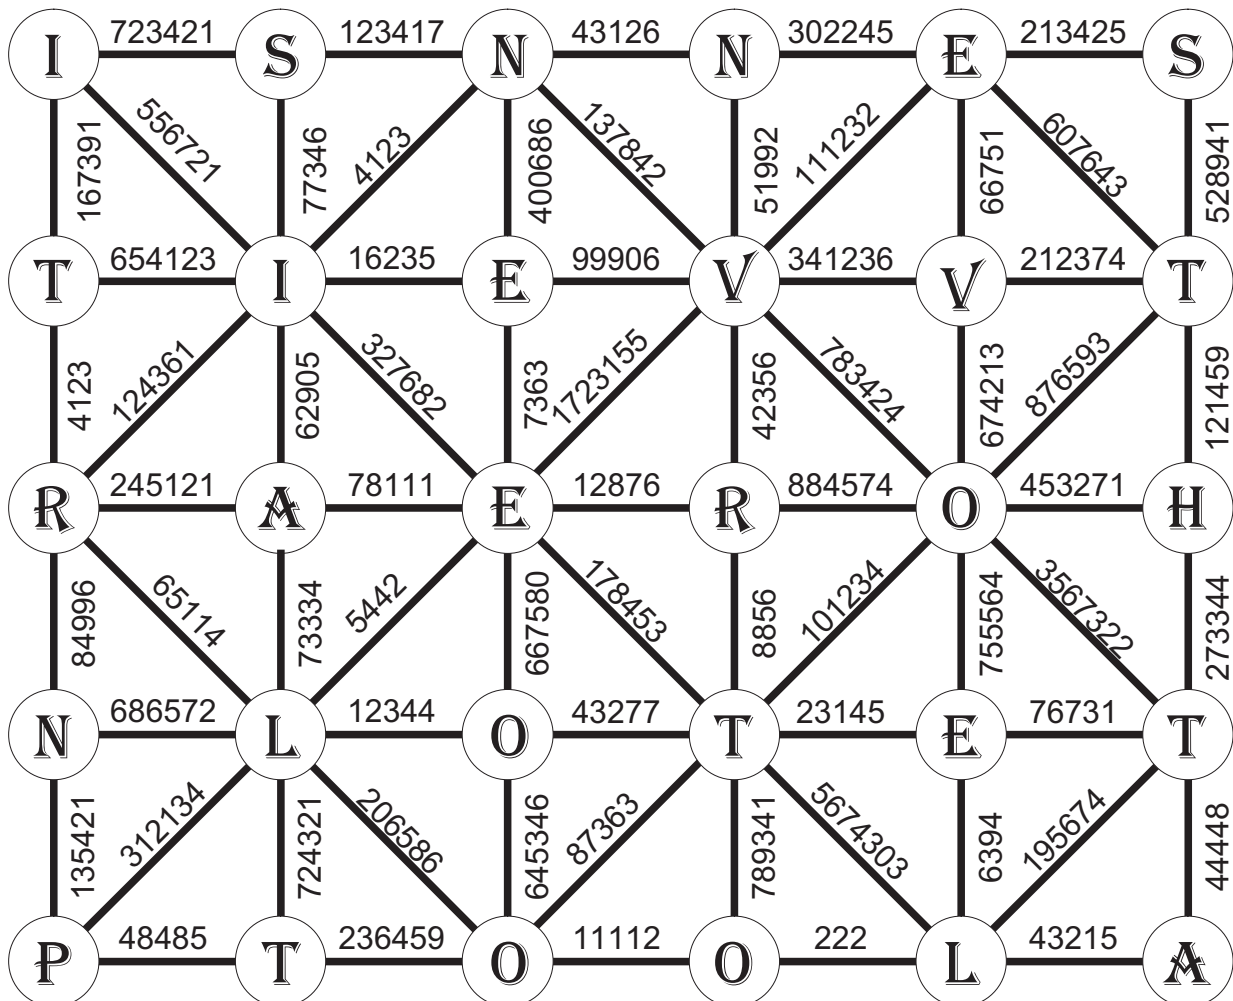 I 723421 S 123417 N 43126 N 302245 E 213425 S
167391 556721 77346 4123 400686 137842 51992 111232 66751 607643 528941
T 654123 I 16235 E 99906 V 341236 V 212374 T
4123 124361 62905 327682 7363 1723155 42356 783424 674213 876593 121459
R 245121 A 78111 E 12876 R 884574 O 453271 H
84996 65114 73334 5442 667580 178453 8856 101234 755564 3567322 273344
N 686572 L 12344 O 43277 T 23145 E 76731 T
135421 312134 724321 206586 645346 87363 789341 5674303 6394 195674 44448
P 48485 T 236459 O 11112 O 222 L 43215 A